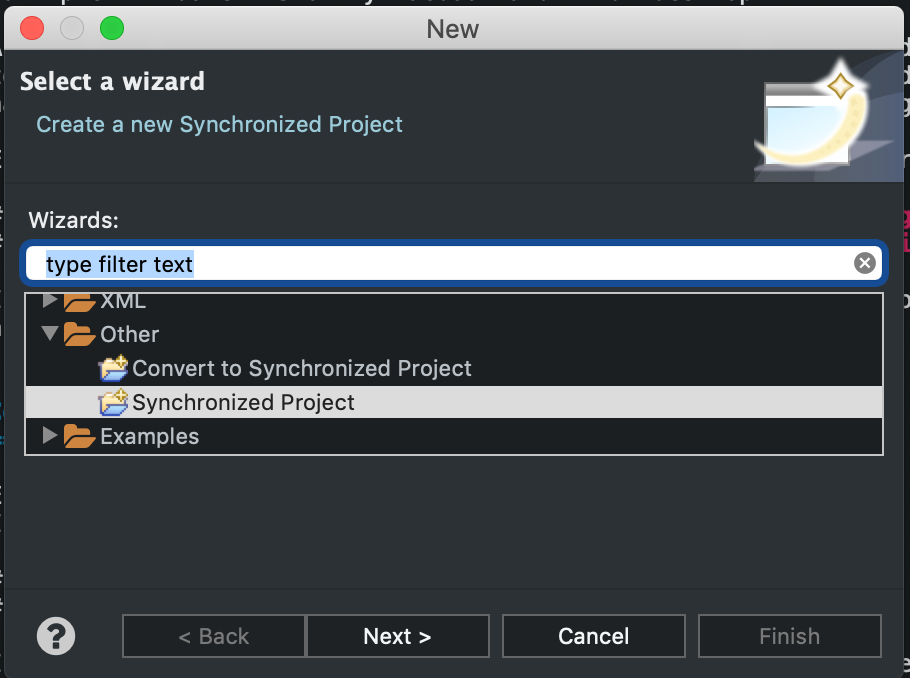 New
Select a wizard
Create a new Synchronized Project
Wizards:
type filter text
XML
Other
Convert to Synchronized Project
Synchronized Project
Examples
?
< Back
Next >
Cancel
Finish